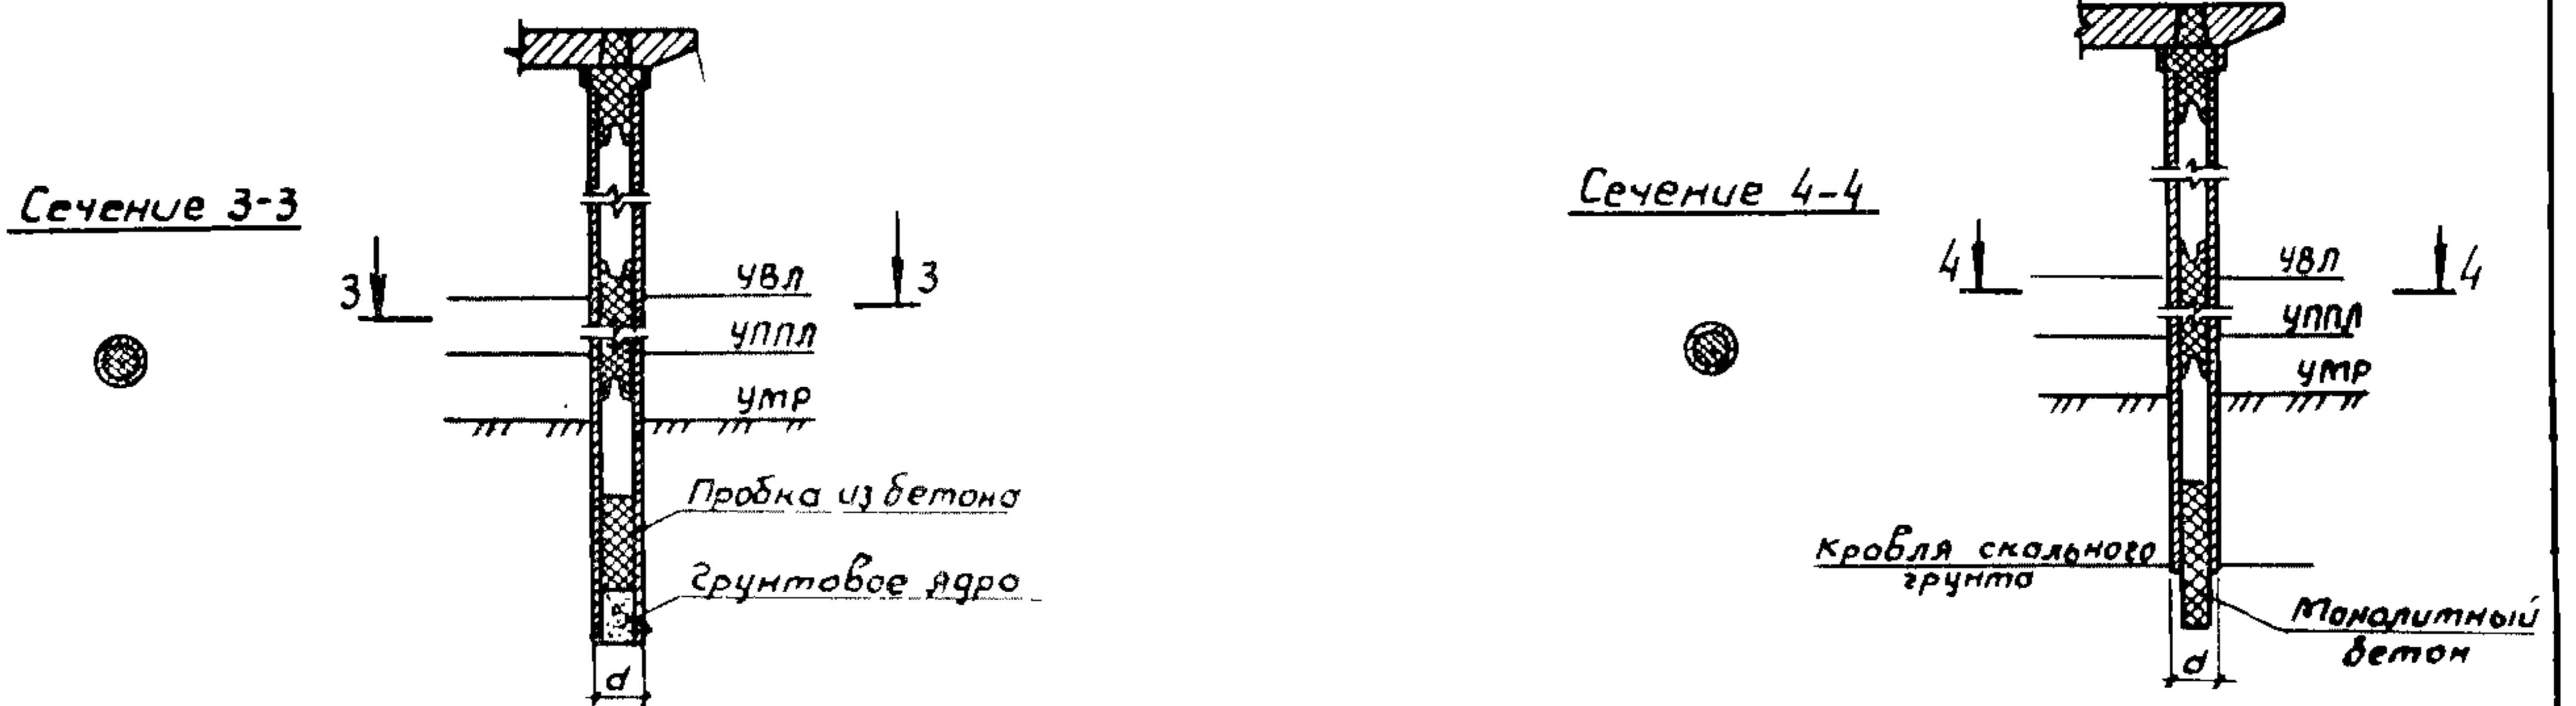 Сечение 3-3
3
3
УВЛ
УППЛ
УМР
Пробка из бетона
Грунтовое ядро
d
Сечение 4-4
4
4
УВЛ
УППЛ
УМР
Кровля скального
грунта
Монолитный
бетон
d